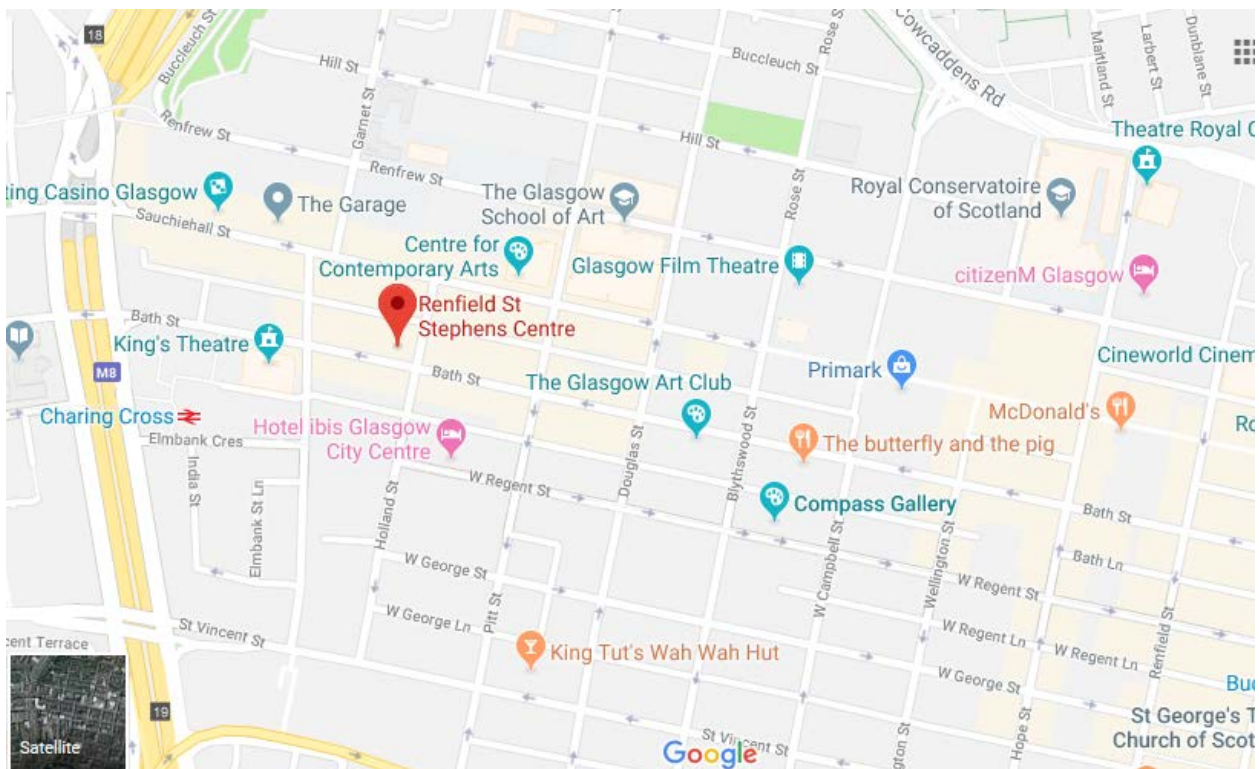 18
Buccleuch St
Hill St
Garnet St
Renfrew St
Renfrew St
Buccleuch St
Rose St
Cowcaddens Rd
Maitland St
Larbert St
Dunblane St
Hill St
Theatre Royal G
ting Casino Glasgow
The Garage
The Glasgow
School of Art
Rose St
Royal Conservatoire
of Scotland
Sauchiehall St
Centre for
Contemporary Arts
Glasgow Film Theatre
citizenM Glasgow
Renfield St
Stephens Centre
Bath St
King's Theatre
M8
Bath St
The Glasgow Art Club
Primark
Cineworld Cinem
McDonald's
Ro
Charing Cross
Elmbank Cres
Hotel ibis Glasgow
City Centre
The butterfly and the pig
India St
Elmbank St Ln
Holland St
W Regent St
Douglas St
Blythswood St
Compass Gallery
Bath St
Bath Ln
W George St
W Campbell St
Wellington St
W Regent St
W George Ln
Pitt St
W Regent Ln
W Regent Ln
Renfield St
St Vincent St
cent Terrace
King Tut's Wah Wah Hut
W George St
Buc
19
St George's T
Church of Scot
Satellite
Google
St Vincent St
ngton St
Hope St